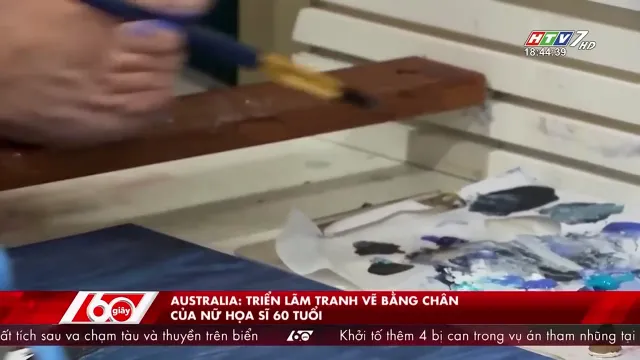 HTV7 HD
18:44:39
60 giây
AUSTRALIA: TRIỂN LÃM TRANH VẼ BẰNG CHÂN
CỦA NỮ HỌA SĨ 60 TUỔI
ất tích sau va chạm tàu và thuyền trên biển 60 giây Khởi tố thêm 4 bị can trong vụ án tham nhũng tại